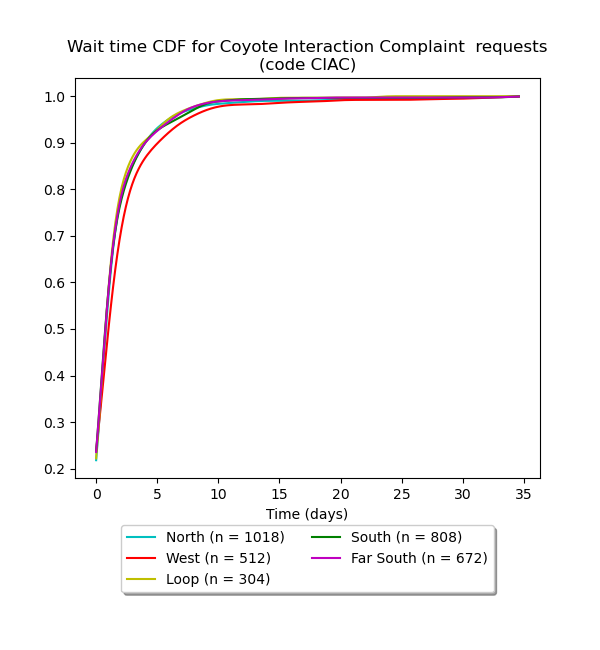 Wait time CDF for Coyote Interaction Complaint  requests
(code CIAC)
1.0
0.9
0.8
0.7
0.6
0.5
0.4
0.3
0.2
0 5 10 15 20 25 30 35
Time (days)
North (n = 1018) South (n = 808)
West (n = 512) Far South (n = 672)
Loop (n = 304)